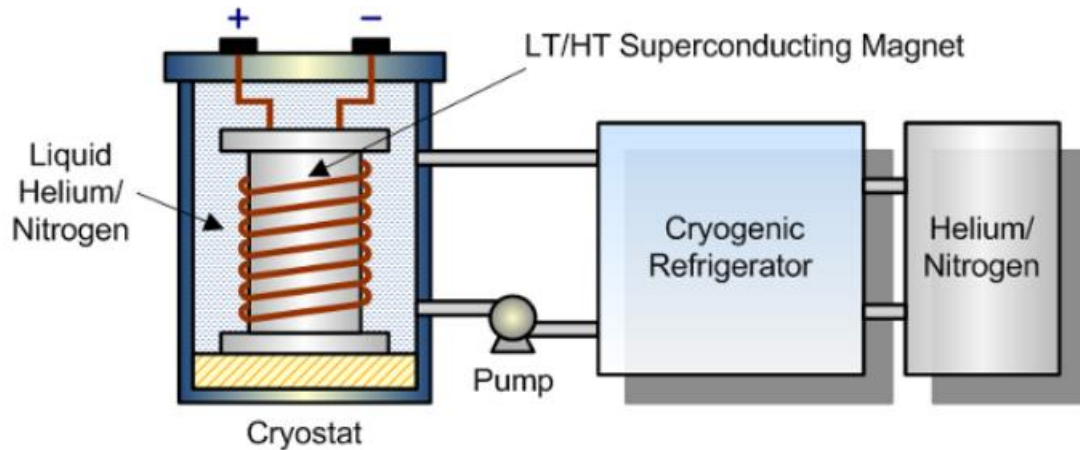 + −
LT/HT Superconducting Magnet
Liquid
Helium/
Nitrogen
Cryogenic
Refrigerator
Helium/
Nitrogen
Pump
Cryostat